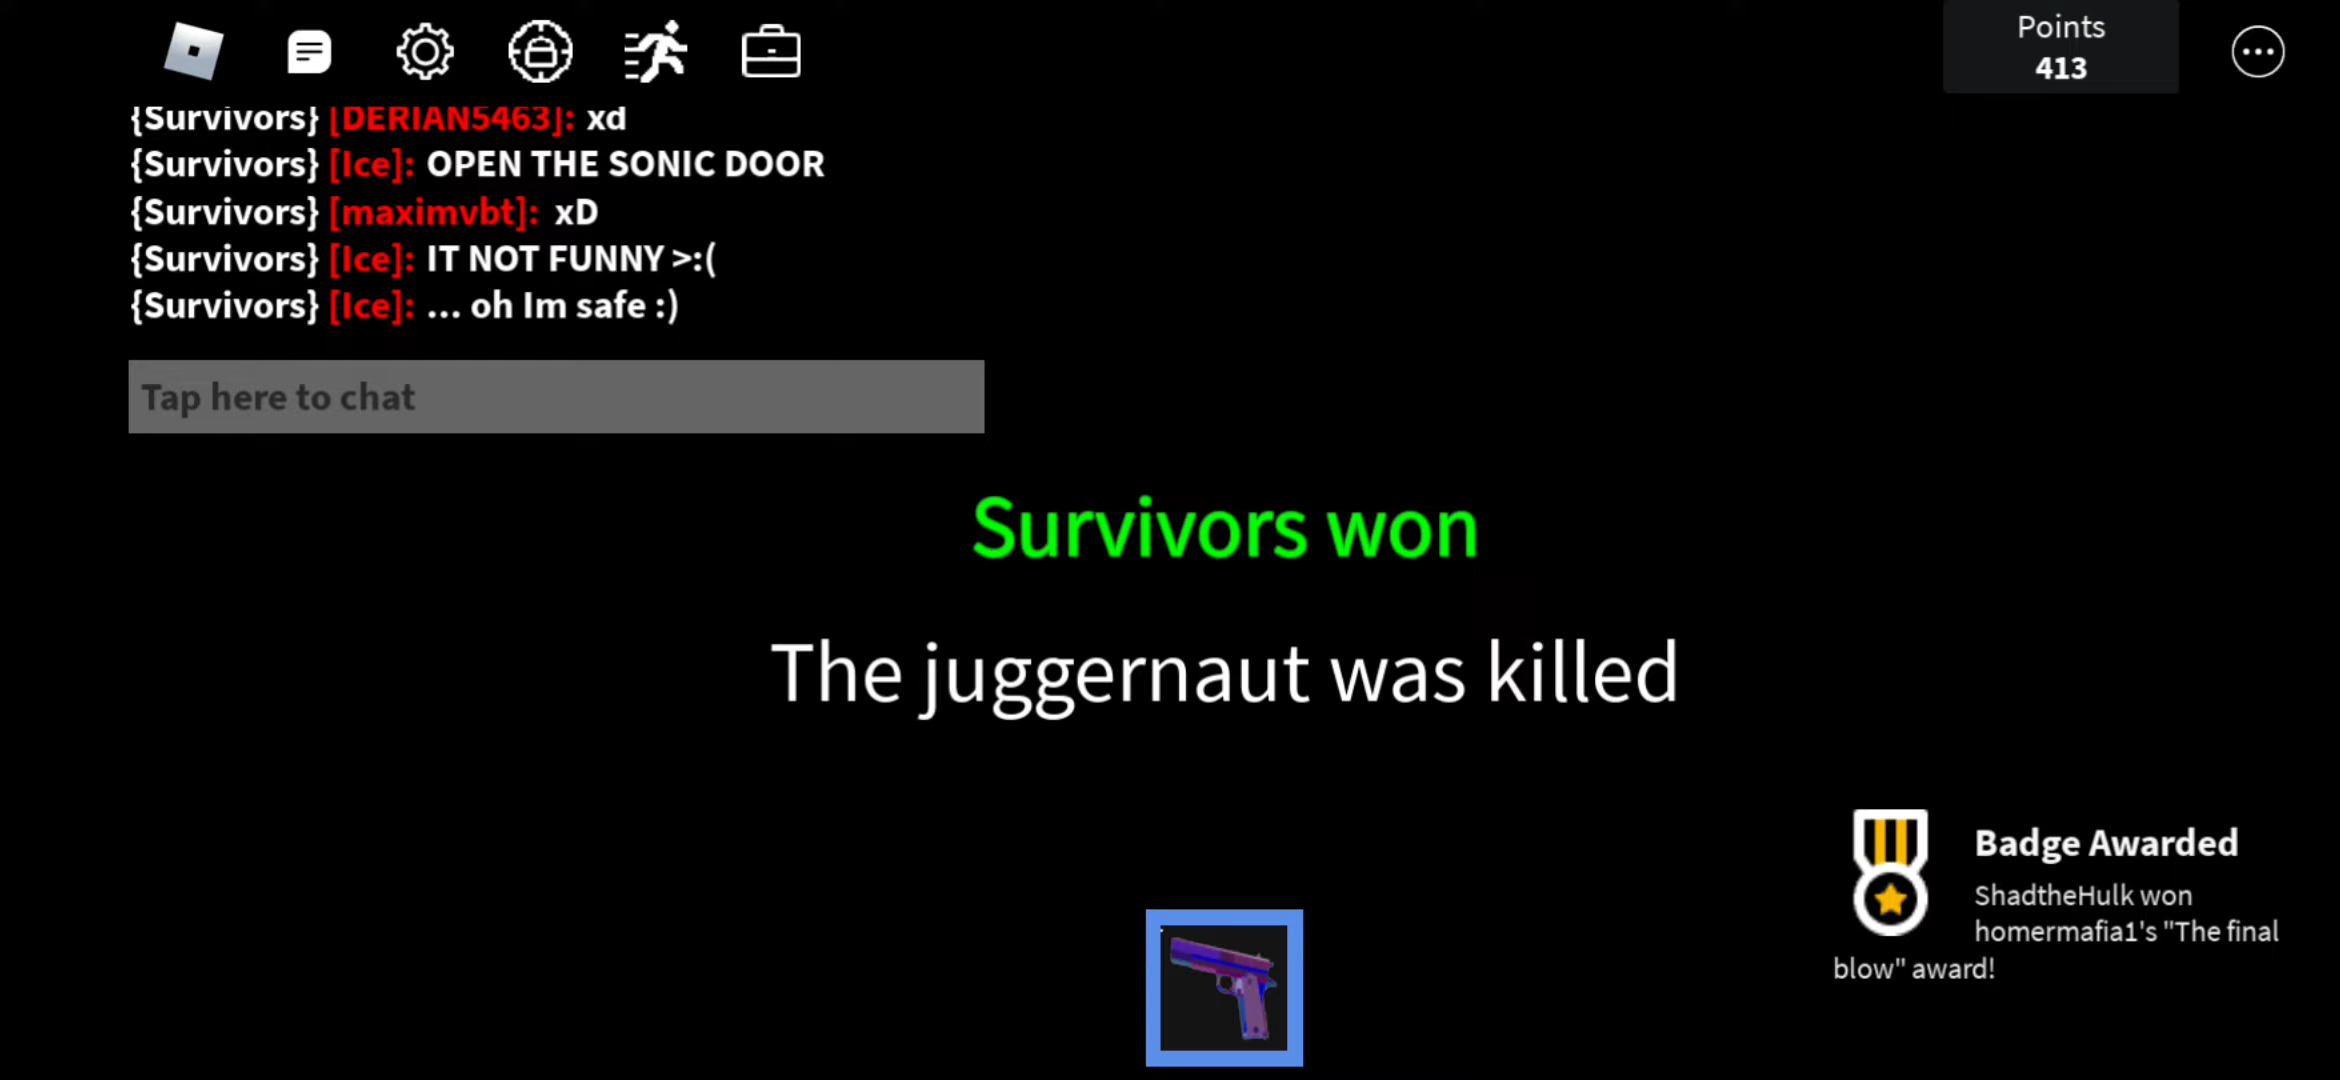 Points
413
{Survivors} [DERIAN5463]: xd
{Survivors} [Ice]: OPEN THE SONIC DOOR
{Survivors} [maximvbt]: xD
{Survivors} [Ice]: IT NOT FUNNY >:(
{Survivors} [Ice]: ... oh Im safe :)
Tap here to chat
Survivors won
The juggernaut was killed
Badge Awarded
ShadtheHulk won
homermafia1's "The final
blow" award!